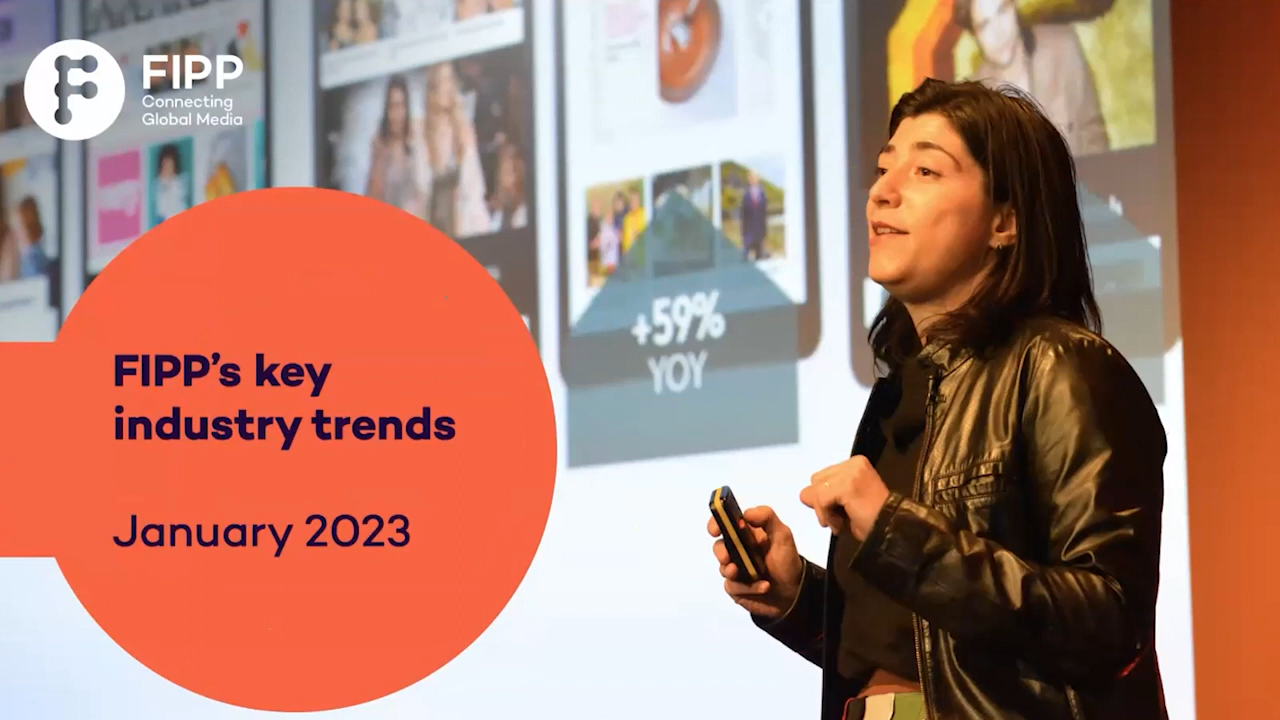 FIPP
Connecting
Global Media
FIPP's key
industry trends
January 2023
+59%
YOY